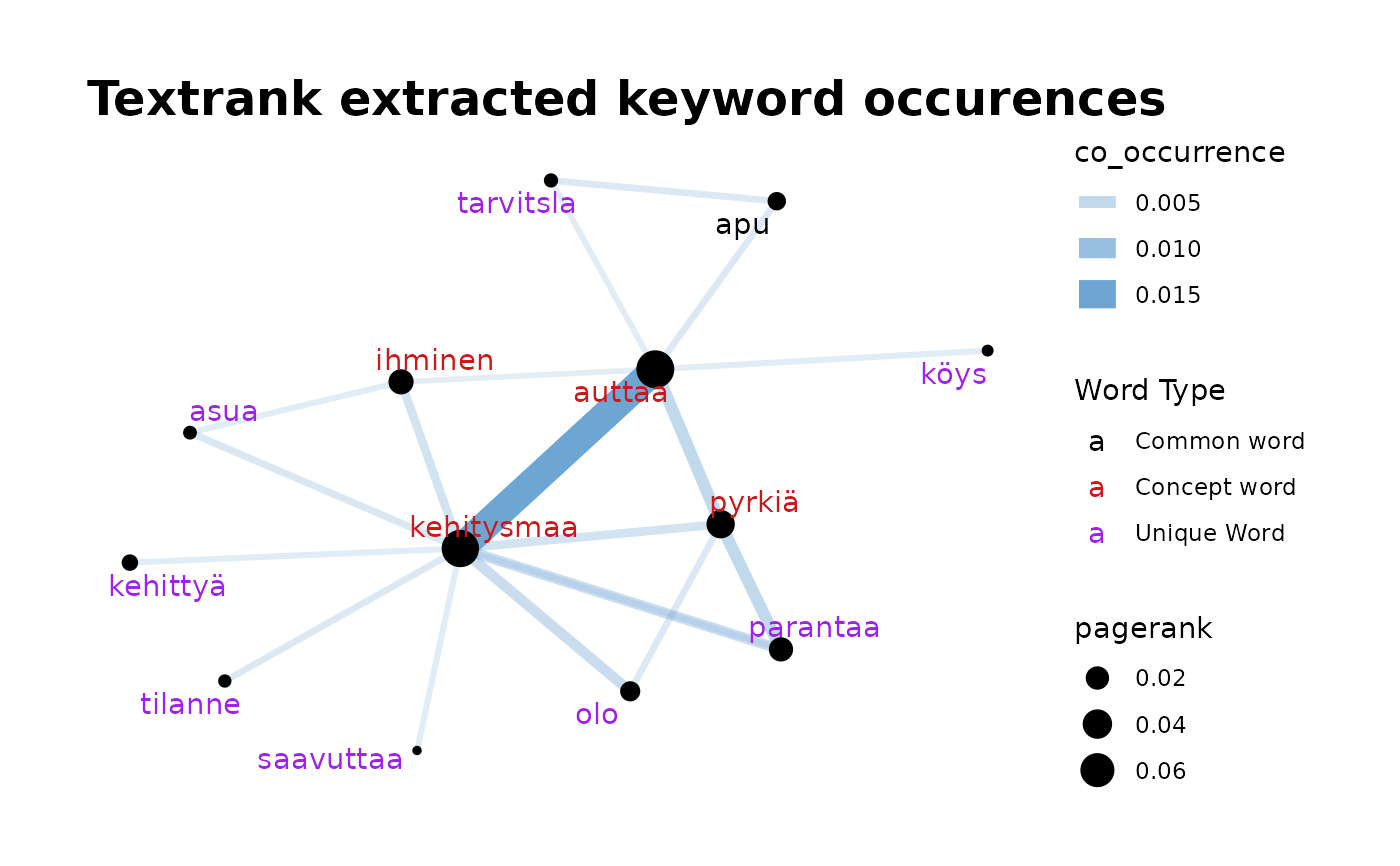 Textrank extracted keyword occurences
co_occurrence
0.005
0.010
0.015
Word Type
a Common word
a Concept word
a Unique Word
pagerank
0.02
0.04
0.06
tarvitsla
apu
ihminen
auttaa
köys
asua
pyrkiä
kehitysmaa
kehittyä
parantaa
tilanne
olo
saavuttaa